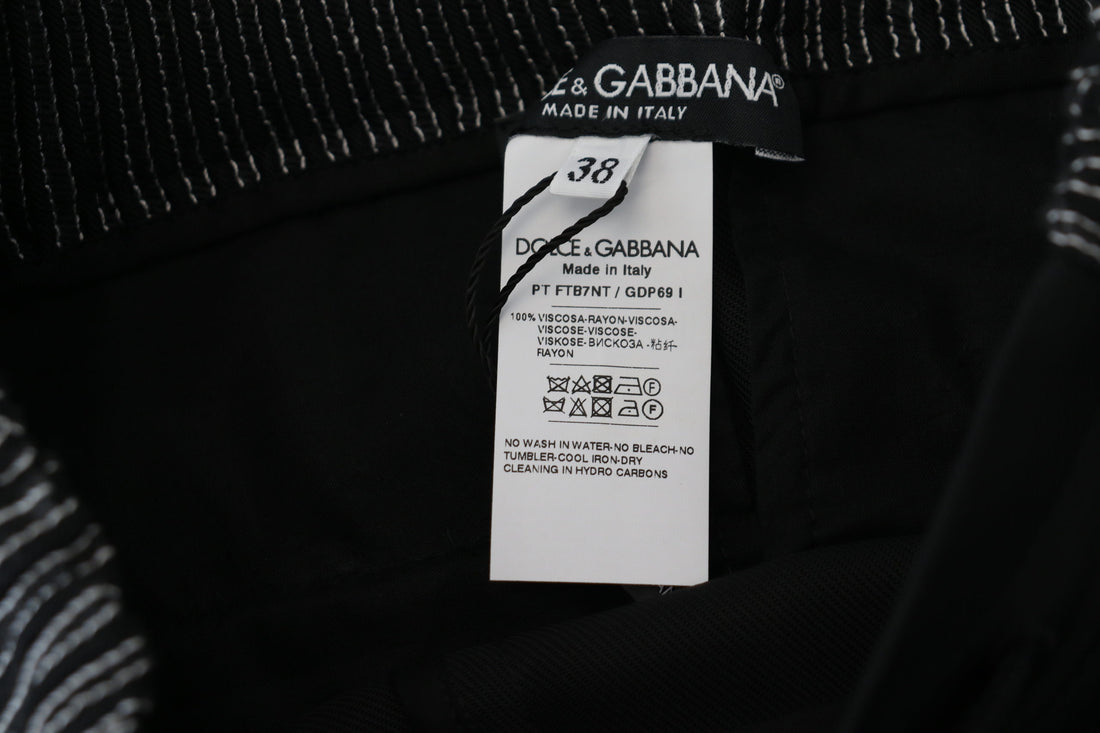 E & GABBANA®
MADE IN ITALY
38
DOLCE & GABBANA
Made in Italy
PT FTB7NT / GDP69 I
100% VISCOSA-RAYON-VISCOSA-
VISCOSE-VISCOSE-
VISKOSE-ВИСКОЗА-粘纤
RAYON
F
F
NO WASH IN WATER-NO BLEACH-NO
TUMBLER-COOL IRON-DRY
CLEANING IN HYDRO CARBONS